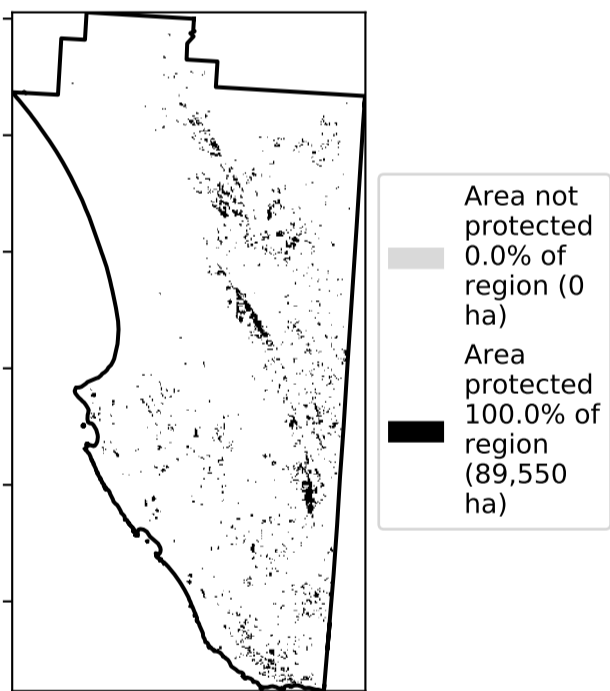 Area not
protected
0.0% of
region (0
ha)
Area
protected
100.0% of
region
(89,550
ha)